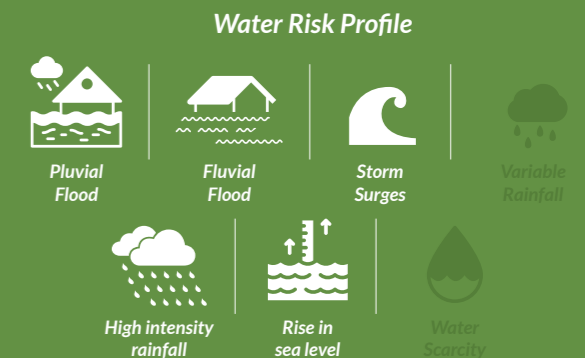 Water Risk Profile
Pluvial
Flood
Fluvial
Flood
Storm
Surges
Variable
Rainfall
High intensity
rainfall
Rise in
sea level
Water
Scarcity